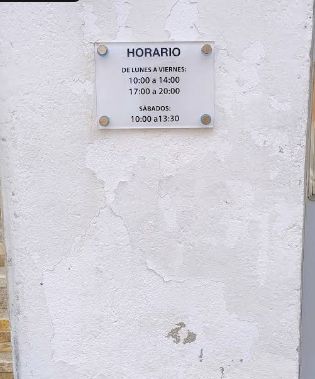 HORARIO
DE LUNES A VIERNES:
10:00 a 14:00
17:00 a 20:00
SÁBADOS:
10:00 a13:30